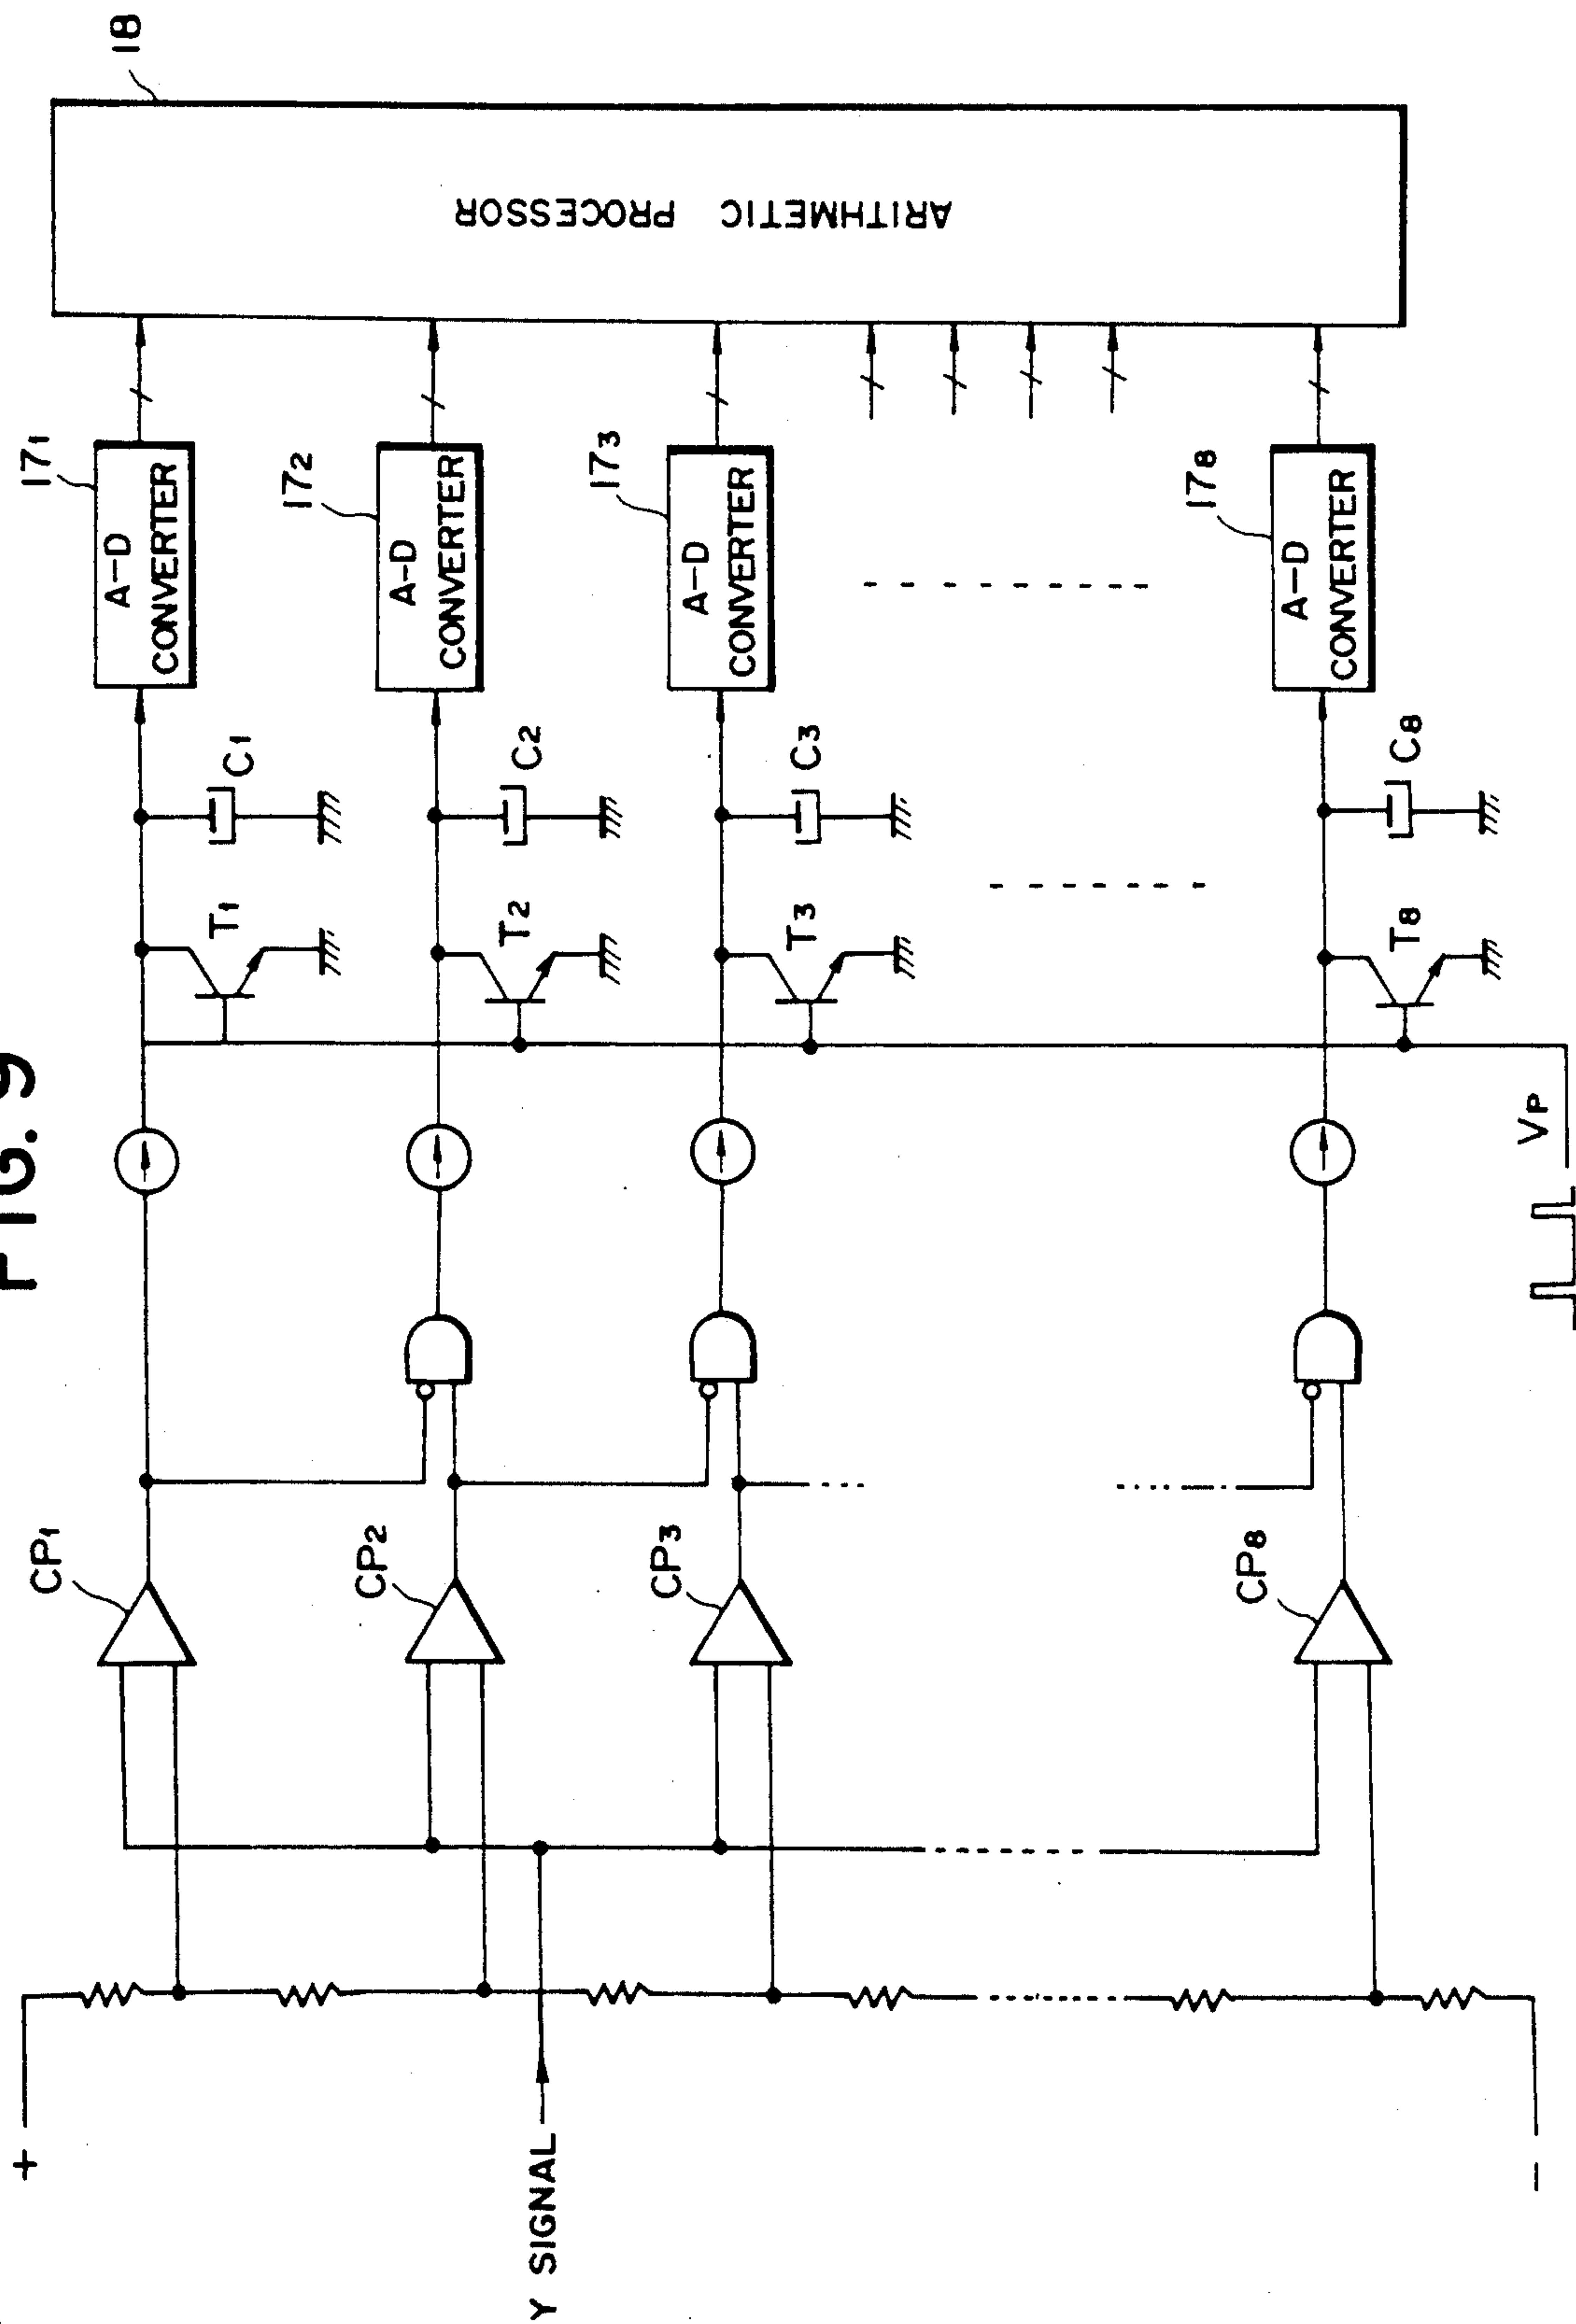 FIG. 9
+
Y SIGNAL
−
CP1
CP2
CP3
CP8
VP
T1
T2
T3
T8
C1
C2
C3
C8
171
A-D
CONVERTER
172
A-D
CONVERTER
173
A-D
CONVERTER
178
A-D
CONVERTER
18
ARITHMETIC PROCESSOR